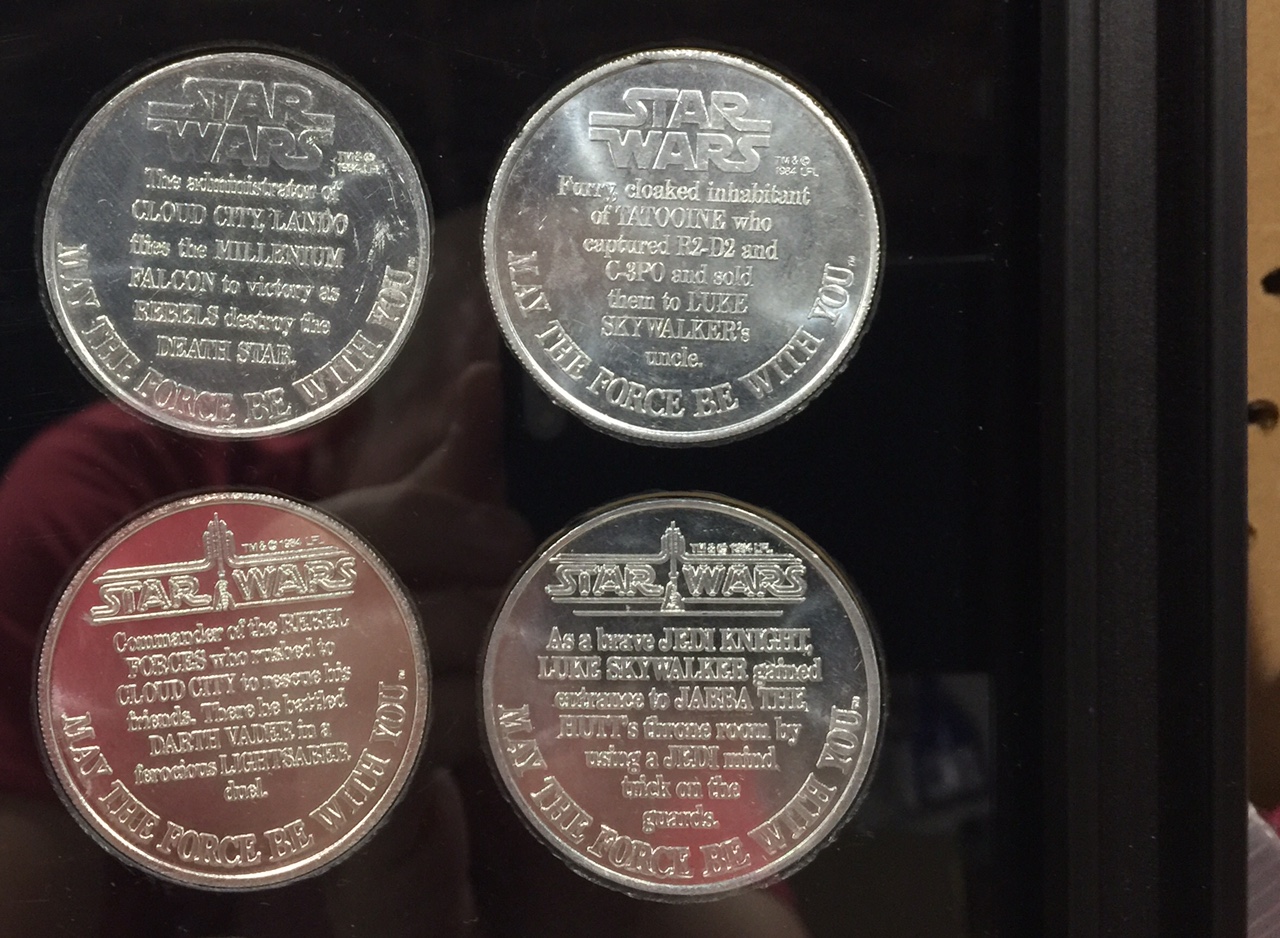 STAR
WARS
TM & ©
1984 LFL
The administrator of
CLOUD CITY, LANDO
flies the MILLENIUM
FALCON to victory as
REBELS destroy the
DEATH STAR.
MAY THE FORCE BE WITH YOU™
STAR
WARS
TM & ©
1984 LFL
Furry, cloaked inhabitant
of TATOOINE who
captured R2-D2 and
C-3PO and sold
them to LUKE
SKYWALKER's
uncle.
MAY THE FORCE BE WITH YOU™
TM & © 1984 LFL
STAR WARS
Commander of the REBEL
FORCES who rushed to
CLOUD CITY to rescue his
friends. There he battled
DARTH VADER in a
ferocious LIGHTSABER
duel.
MAY THE FORCE BE WITH YOU™
TM & © 1984 LFL
STAR WARS
As a brave JEDI KNIGHT,
LUKE SKYWALKER gained
entrance to JABBA THE
HUTT's throne room by
using a JEDI mind
trick on the
guards.
MAY THE FORCE BE WITH YOU™